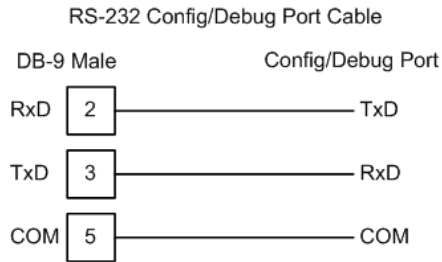 RS-232 Config/Debug Port Cable
DB-9 Male Config/Debug Port
RxD 2 TxD
TxD 3 RxD
COM 5 COM